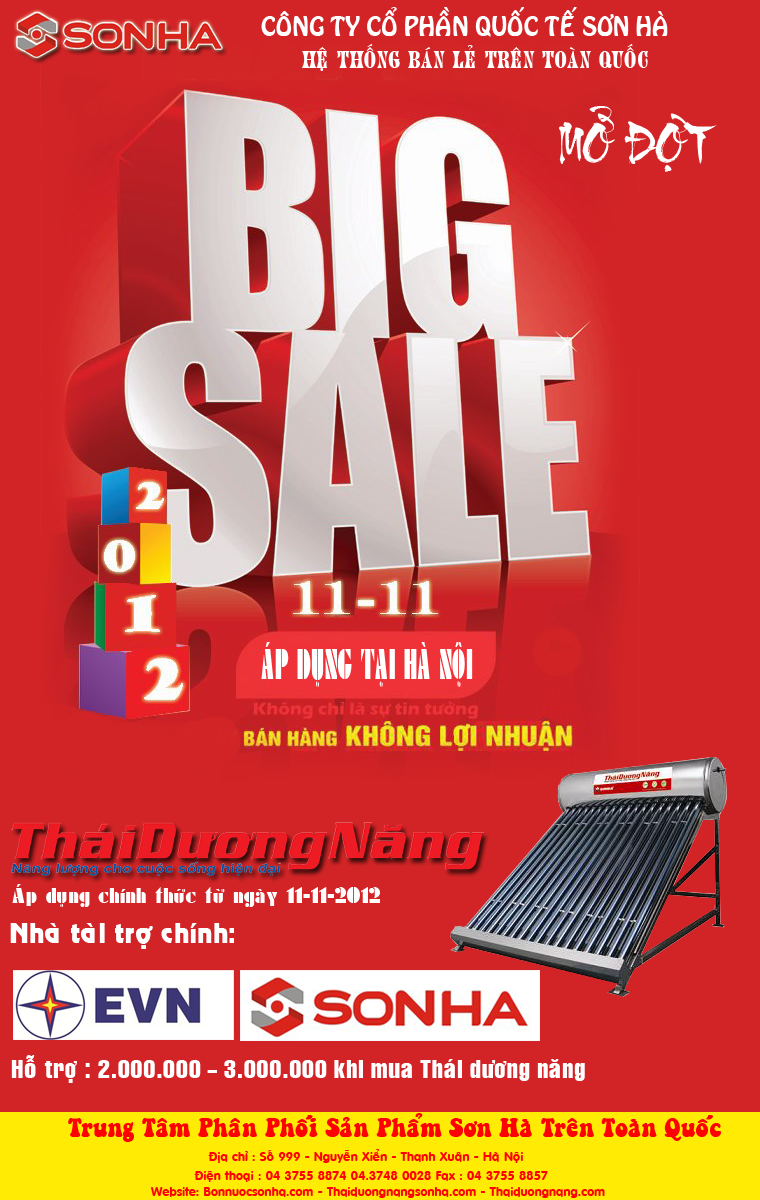 SONHA
CÔNG TY CỔ PHẦN QUỐC TẾ SƠN HÀ
HỆ THỐNG BÁN LẺ TRÊN TOÀN QUỐC
MỞ ĐỢT
BIG
SALE
2
0
1
2
11-11
ÁP DỤNG TẠI HÀ NỘI
Không chỉ là sự tin tưởng
BÁN HÀNG KHÔNG LỢI NHUẬN
TháiDươngNăng
SONHA
TháiDươngNăng
Năng lượng cho cuộc sống hiện đại
Áp dụng chính thức từ ngày 11-11-2012
Nhà tài trợ chính:
EVN
SONHA
Hỗ trợ : 2.000.000 – 3.000.000 khi mua Thái dương năng
Trung Tâm Phân Phối Sản Phẩm Sơn Hà Trên Toàn Quốc
Địa chỉ : Số 999 - Nguyễn Xiển - Thanh Xuân - Hà Nội
Điện thoại : 04 3755 8874 04.3748 0028 Fax : 04 3755 8857
Website: Bonnuocsonha.com - Thaiduongnangsonha.com - Thaiduongnang.com